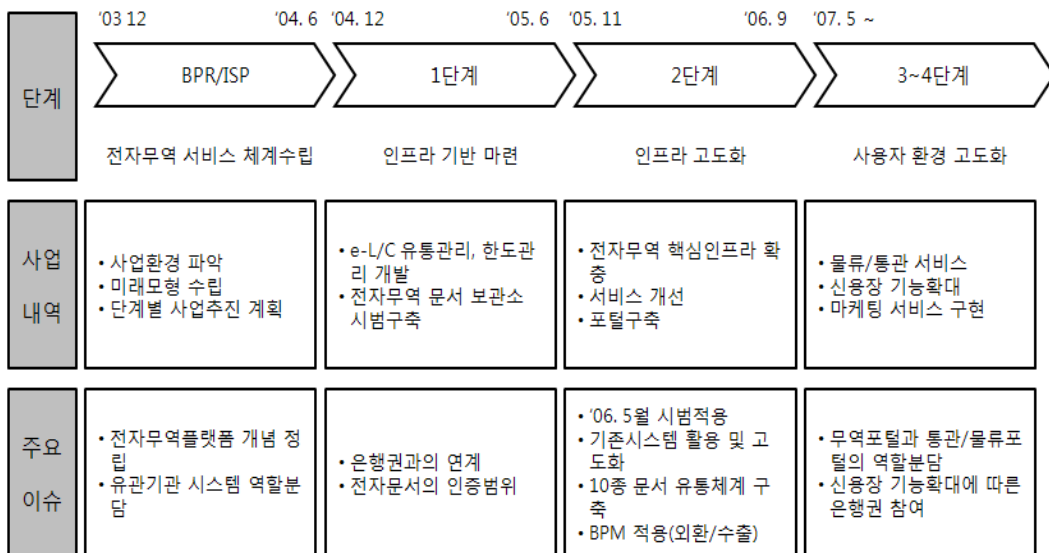 '03 12 '04. 6 '04. 12 '05. 6 '05. 11 '06. 9 '07. 5 ~
단계
BPR/ISP
1단계
2단계
3~4단계
전자무역 서비스 체계수립
인프라 기반 마련
인프라 고도화
사용자 환경 고도화
사업
내역
• 사업환경 파악
• 미래모형 수립
• 단계별 사업추진 계획
• e-L/C 유통관리, 한도관
리 개발
• 전자무역 문서 보관소
시범구축
• 전자무역 핵심인프라 확
충
• 서비스 개선
• 포털구축
• 물류/통관 서비스
• 신용장 기능확대
• 마케팅 서비스 구현
주요
이슈
• 전자무역플랫폼 개념 정
립
• 유관기관 시스템 역할분
담
• 은행권과의 연계
• 전자문서의 인증범위
• '06. 5월 시범적용
• 기존시스템 활용 및 고
도화
• 10종 문서 유통체계 구
축
• BPM 적용(외환/수출)
• 무역포털과 통관/물류포
털의 역할분담
• 신용장 기능확대에 따른
은행권 참여